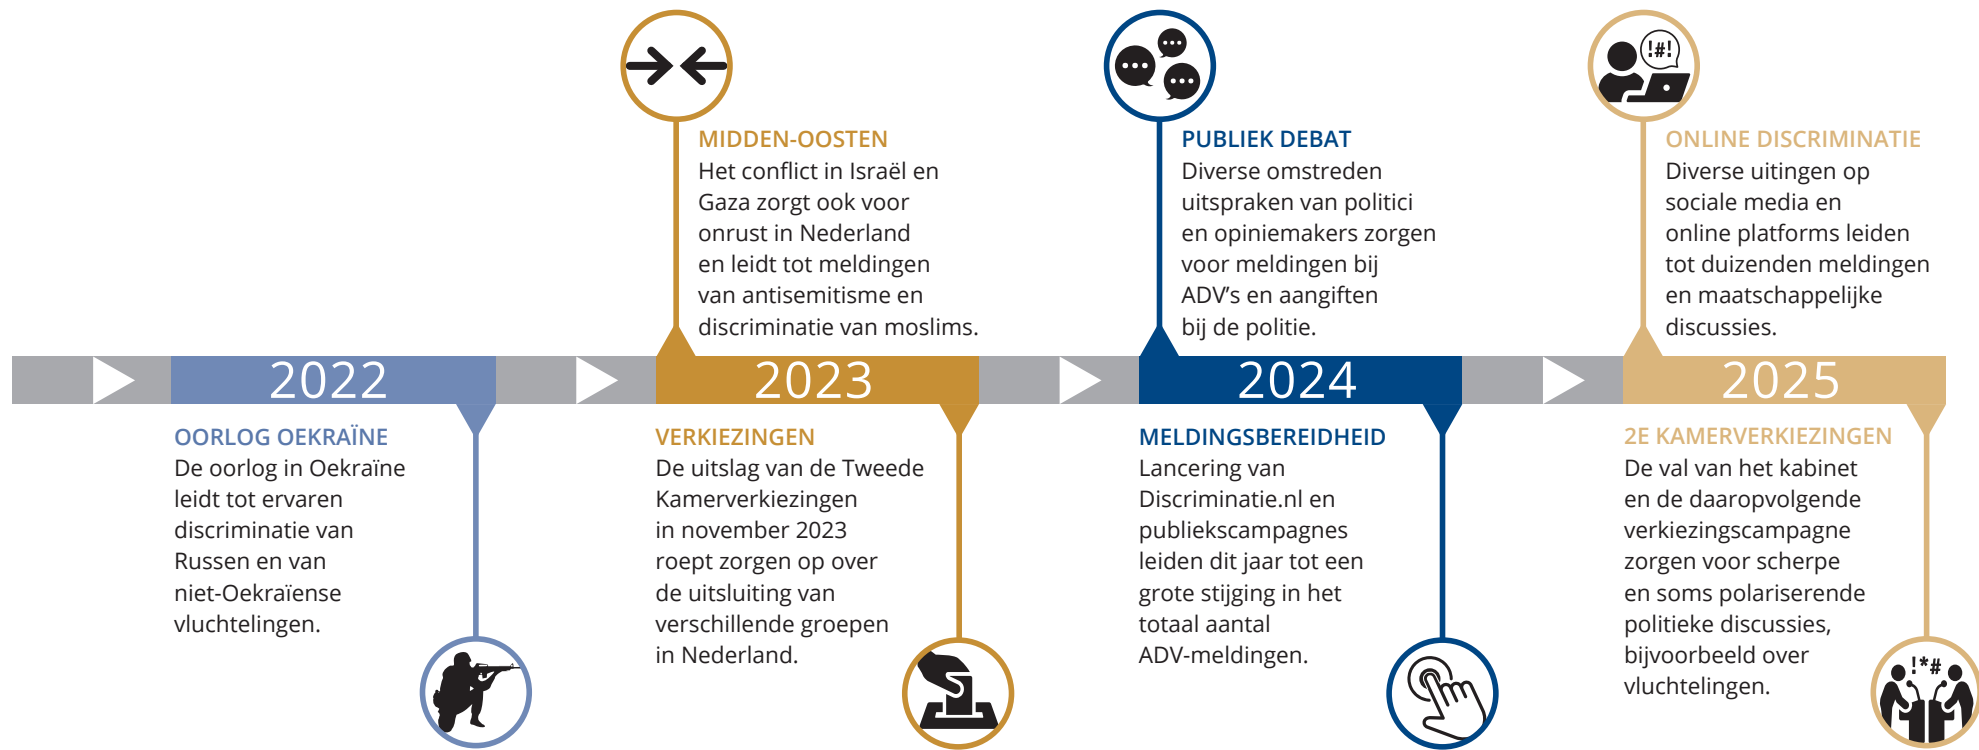 !#!
MIDDEN-OOSTEN
Het conflict in Israël en
Gaza zorgt ook voor
onrust in Nederland
en leidt tot meldingen
van antisemitisme en
discriminatie van moslims.
PUBLIEK DEBAT
Diverse omstreden
uitspraken van politici
en opiniemakers zorgen
voor meldingen bij
ADV’s en aangiften
bij de politie.
ONLINE DISCRIMINATIE
Diverse uitingen op
sociale media en
online platforms leiden
tot duizenden meldingen
en maatschappelijke
discussies.
2022
2023
2024
2025
OORLOG OEKRAÏNE
De oorlog in Oekraïne
leidt tot ervaren
discriminatie van
Russen en van
niet-Oekraïense
vluchtelingen.
VERKIEZINGEN
De uitslag van de Tweede
Kamerverkiezingen
in november 2023
roept zorgen op over
de uitsluiting van
verschillende groepen
in Nederland.
MELDINGSBEREIDHEID
Lancering van
Discriminatie.nl en
publiekscampagnes
leiden dit jaar tot een
grote stijging in het
totaal aantal
ADV-meldingen.
2E KAMERVERKIEZINGEN
De val van het kabinet
en de daaropvolgende
verkiezingscampagne
zorgen voor scherpe
en soms polariserende
politieke discussies,
bijvoorbeeld over
vluchtelingen.
!*#